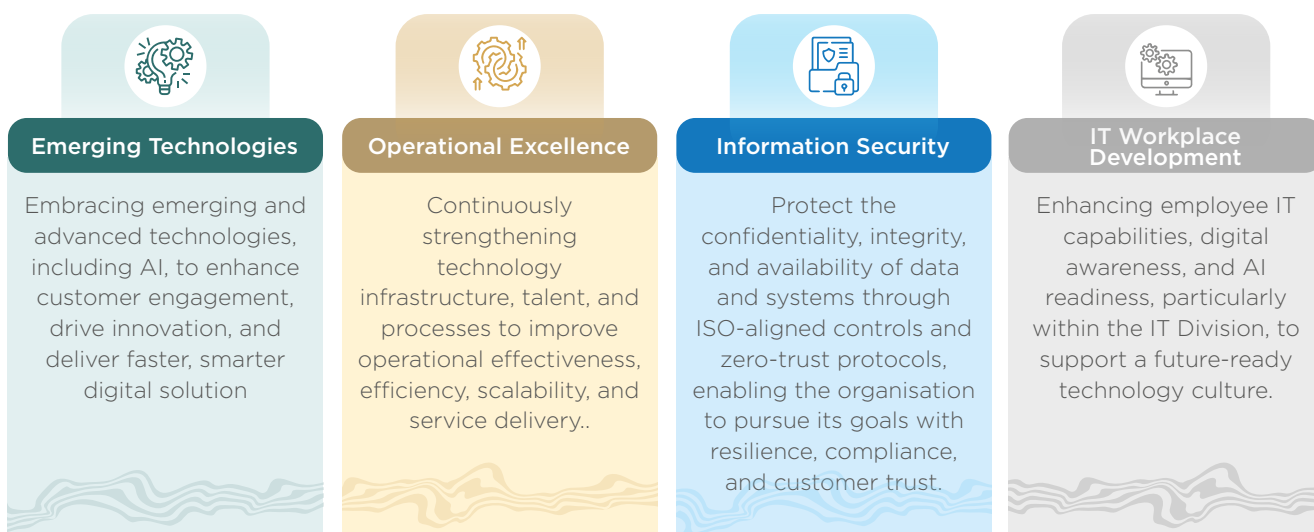 Emerging Technologies
Embracing emerging and
advanced technologies,
including AI, to enhance
customer engagement,
drive innovation, and
deliver faster, smarter
digital solution
Operational Excellence
Continuously
strengthening
technology
infrastructure, talent, and
processes to improve
operational effectiveness,
efficiency, scalability, and
service delivery..
Information Security
Protect the
confidentiality, integrity,
and availability of data
and systems through
ISO-aligned controls and
zero-trust protocols,
enabling the organisation
to pursue its goals with
resilience, compliance,
and customer trust.
IT Workplace
Development
Enhancing employee IT
capabilities, digital
awareness, and AI
readiness, particularly
within the IT Division, to
support a future-ready
technology culture.